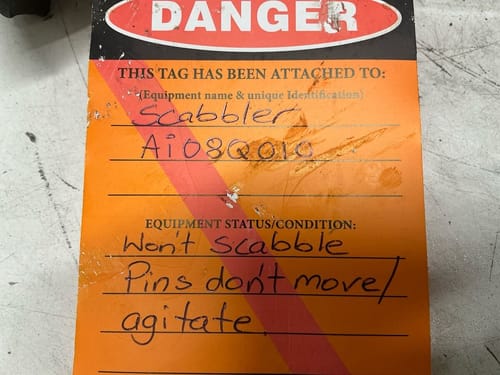 DANGER
THIS TAG HAS BEEN ATTACHED TO:
(Equipment name & unique Identification)
Scabbler
Ai08Q010
EQUIPMENT STATUS/CONDITION:
Won't Scabble
Pins don't move/
agitate.